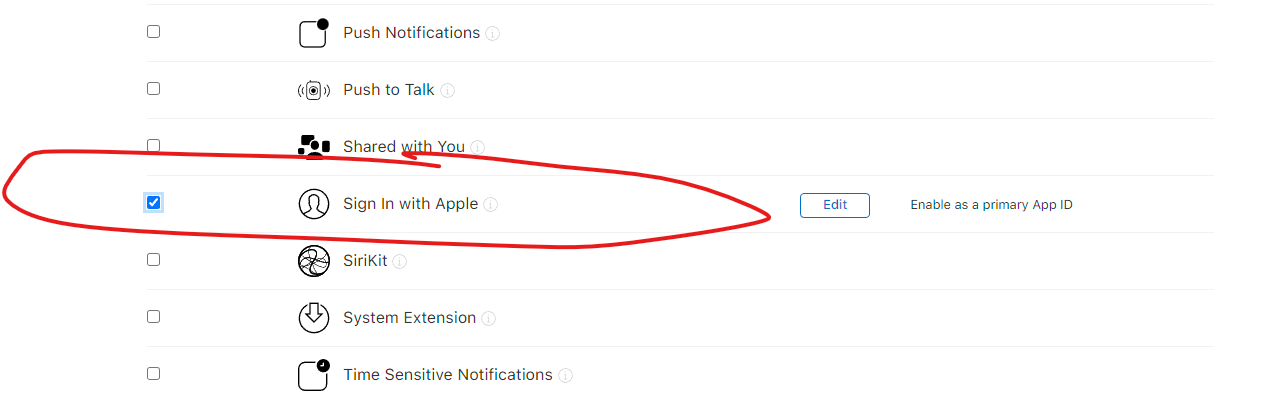 Push Notifications
Push to Talk
Shared with You
Sign In with Apple Edit Enable as a primary App ID
SiriKit
System Extension
Time Sensitive Notifications